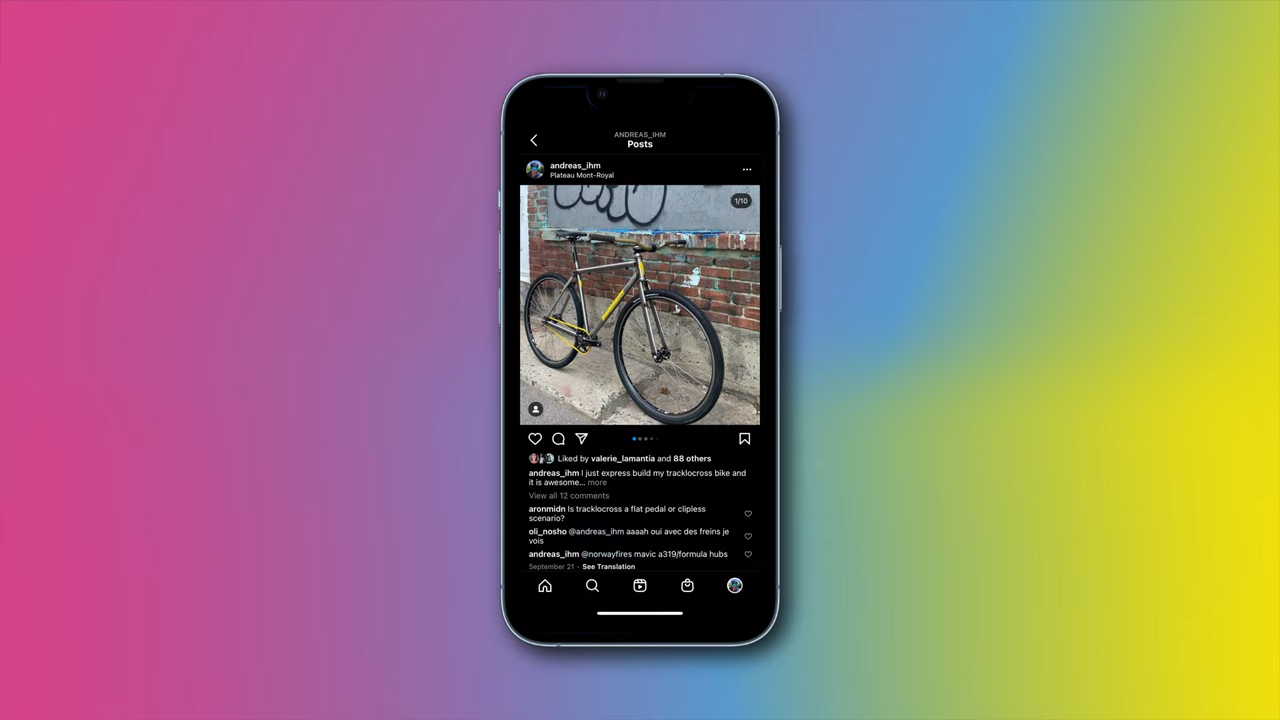 ANDREAS_IHM
Posts
andreas_ihm
Plateau Mont-Royal
1/10
Liked by valerie_lamantia and 88 others
andreas_ihm I just express build my tracklocross bike and
it is awesome... more
View all 12 comments
aronmidn Is tracklocross a flat pedal or clipless
scenario?
oli_nosho @andreas_ihm aaaah oui avec des freins je
vois
andreas_ihm @norwayfires mavic a319/formula hubs
September 21 · See Translation